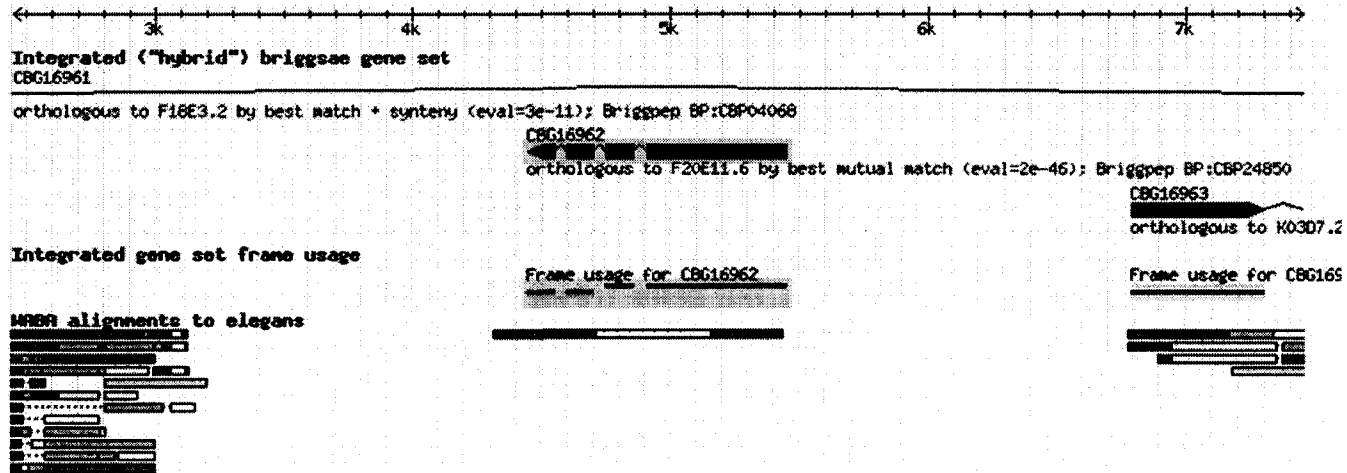 3k 4k 5k 6k 7k
Integrated ("hybrid") briggsae gene set
CBG16961
orthologous to F18E3.2 by best match + synteny (eval=3e-11); Briggpep BP:CBP04068
CBG16962
orthologous to F20E11.6 by best mutual match (eval=2e-46); Briggpep BP:CBP24850
CBG16963
orthologous to K03D7.2
Integrated gene set frame usage
Frame usage for CBG16962
Frame usage for CBG169
WABA alignments to elegans